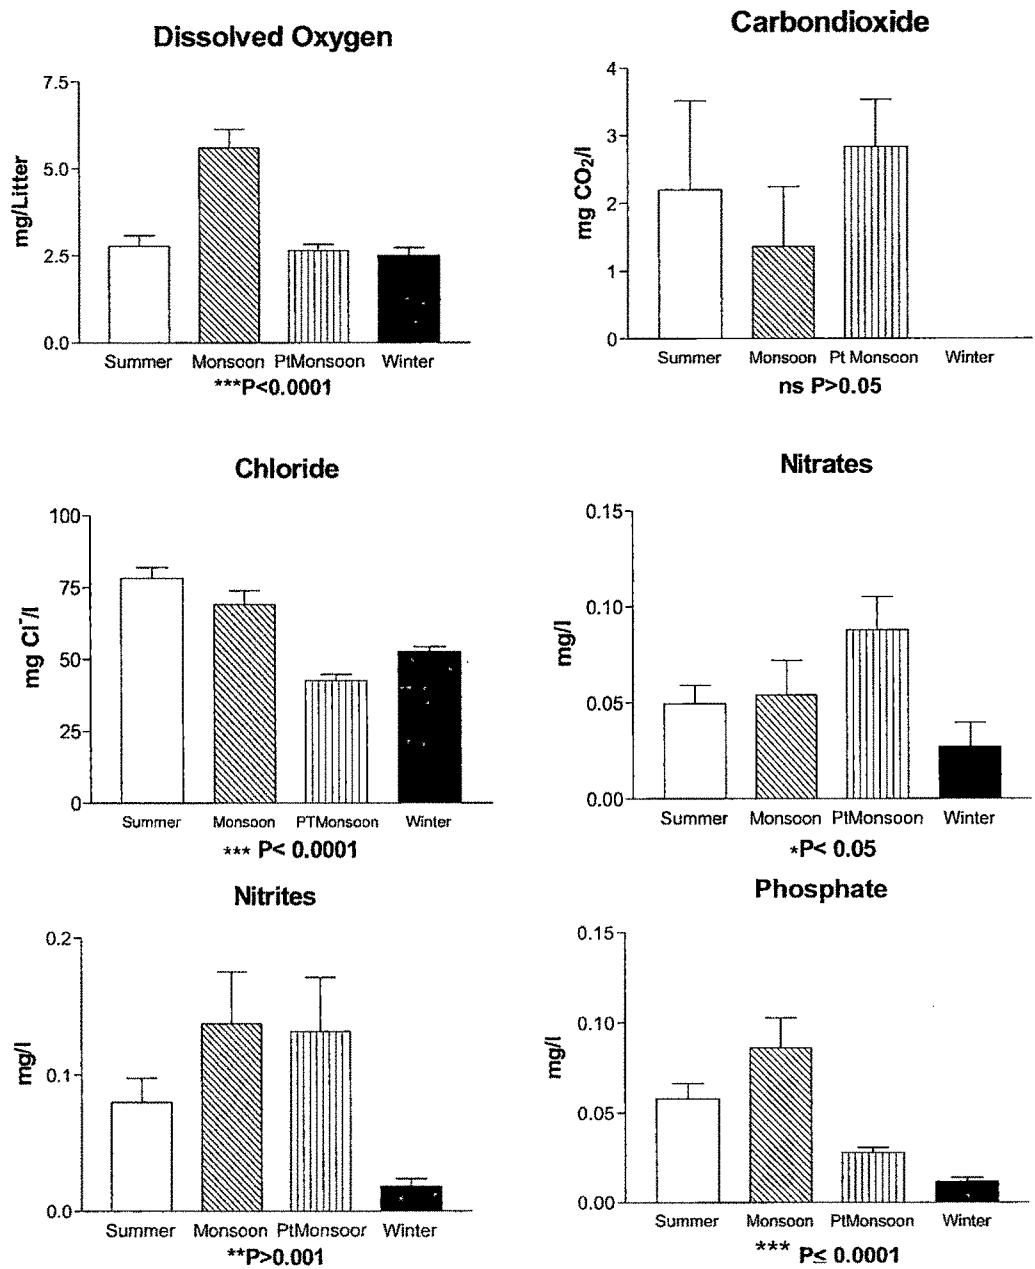 Dissolved Oxygen
7.5
5.0
2.5
0.0
mg/Litter
Summer Monsoon PtMonsoon Winter
***P<0.0001
Carbondioxide
4
3
2
1
0
mg CO₂/l
Summer Monsoon Pt Monsoon Winter
ns P>0.05
Chloride
100
75
50
25
0
mg Cl⁻/l
Summer Monsoon PTMonsoon Winter
*** P< 0.0001
Nitrates
0.15
0.10
0.05
0.00
mg/l
Summer Monsoon PtMonsoon Winter
*P< 0.05
Nitrites
0.2
0.1
0.0
mg/l
Summer Monsoon PtMonsoor Winter
**P>0.001
Phosphate
0.15
0.10
0.05
0.00
mg/l
Summer Monsoon PtMonsoon Winter
*** P≤ 0.0001